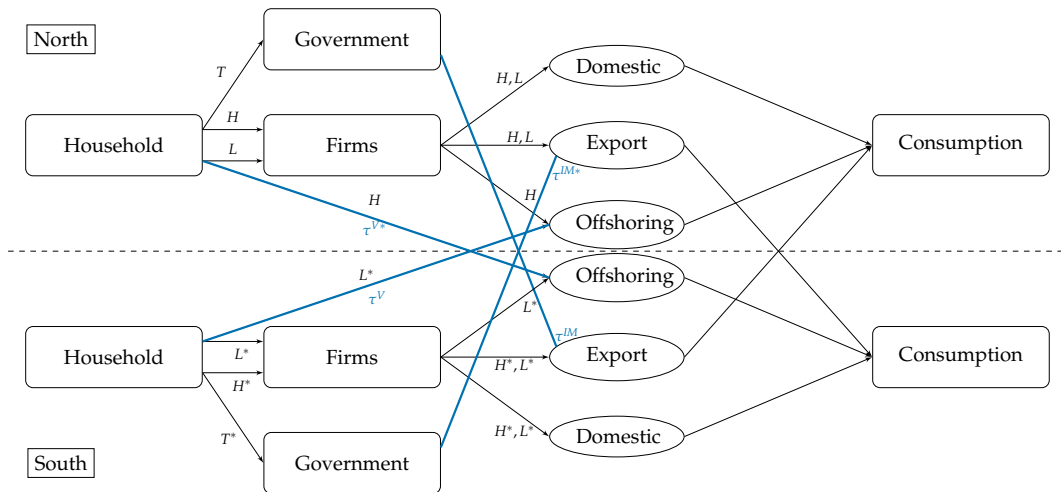 North
Government
T
Domestic
H, L
Household
H
L
Firms
H, L
Export
Consumption
τ^{IM*}
H
H
Offshoring
τ^{V*}
L*
τ^V
Offshoring
L*
τ^{IM}
Household
L*
H*
Firms
H*, L*
Export
Consumption
T*
H*, L*
Domestic
Government
South